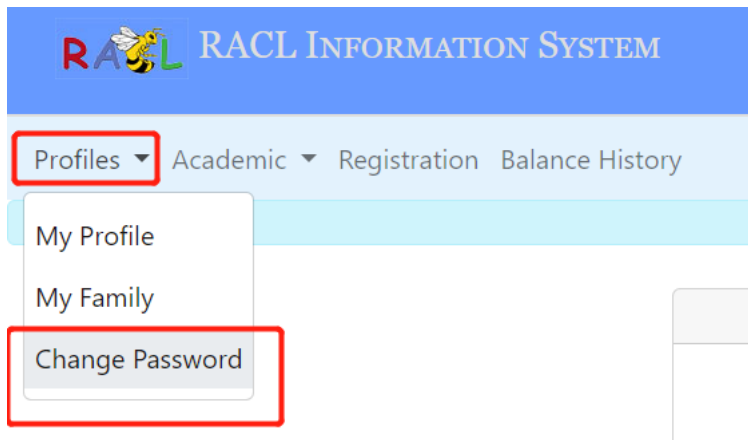 RACL RACL INFORMATION SYSTEM
Profiles Academic Registration Balance History
My Profile
My Family
Change Password